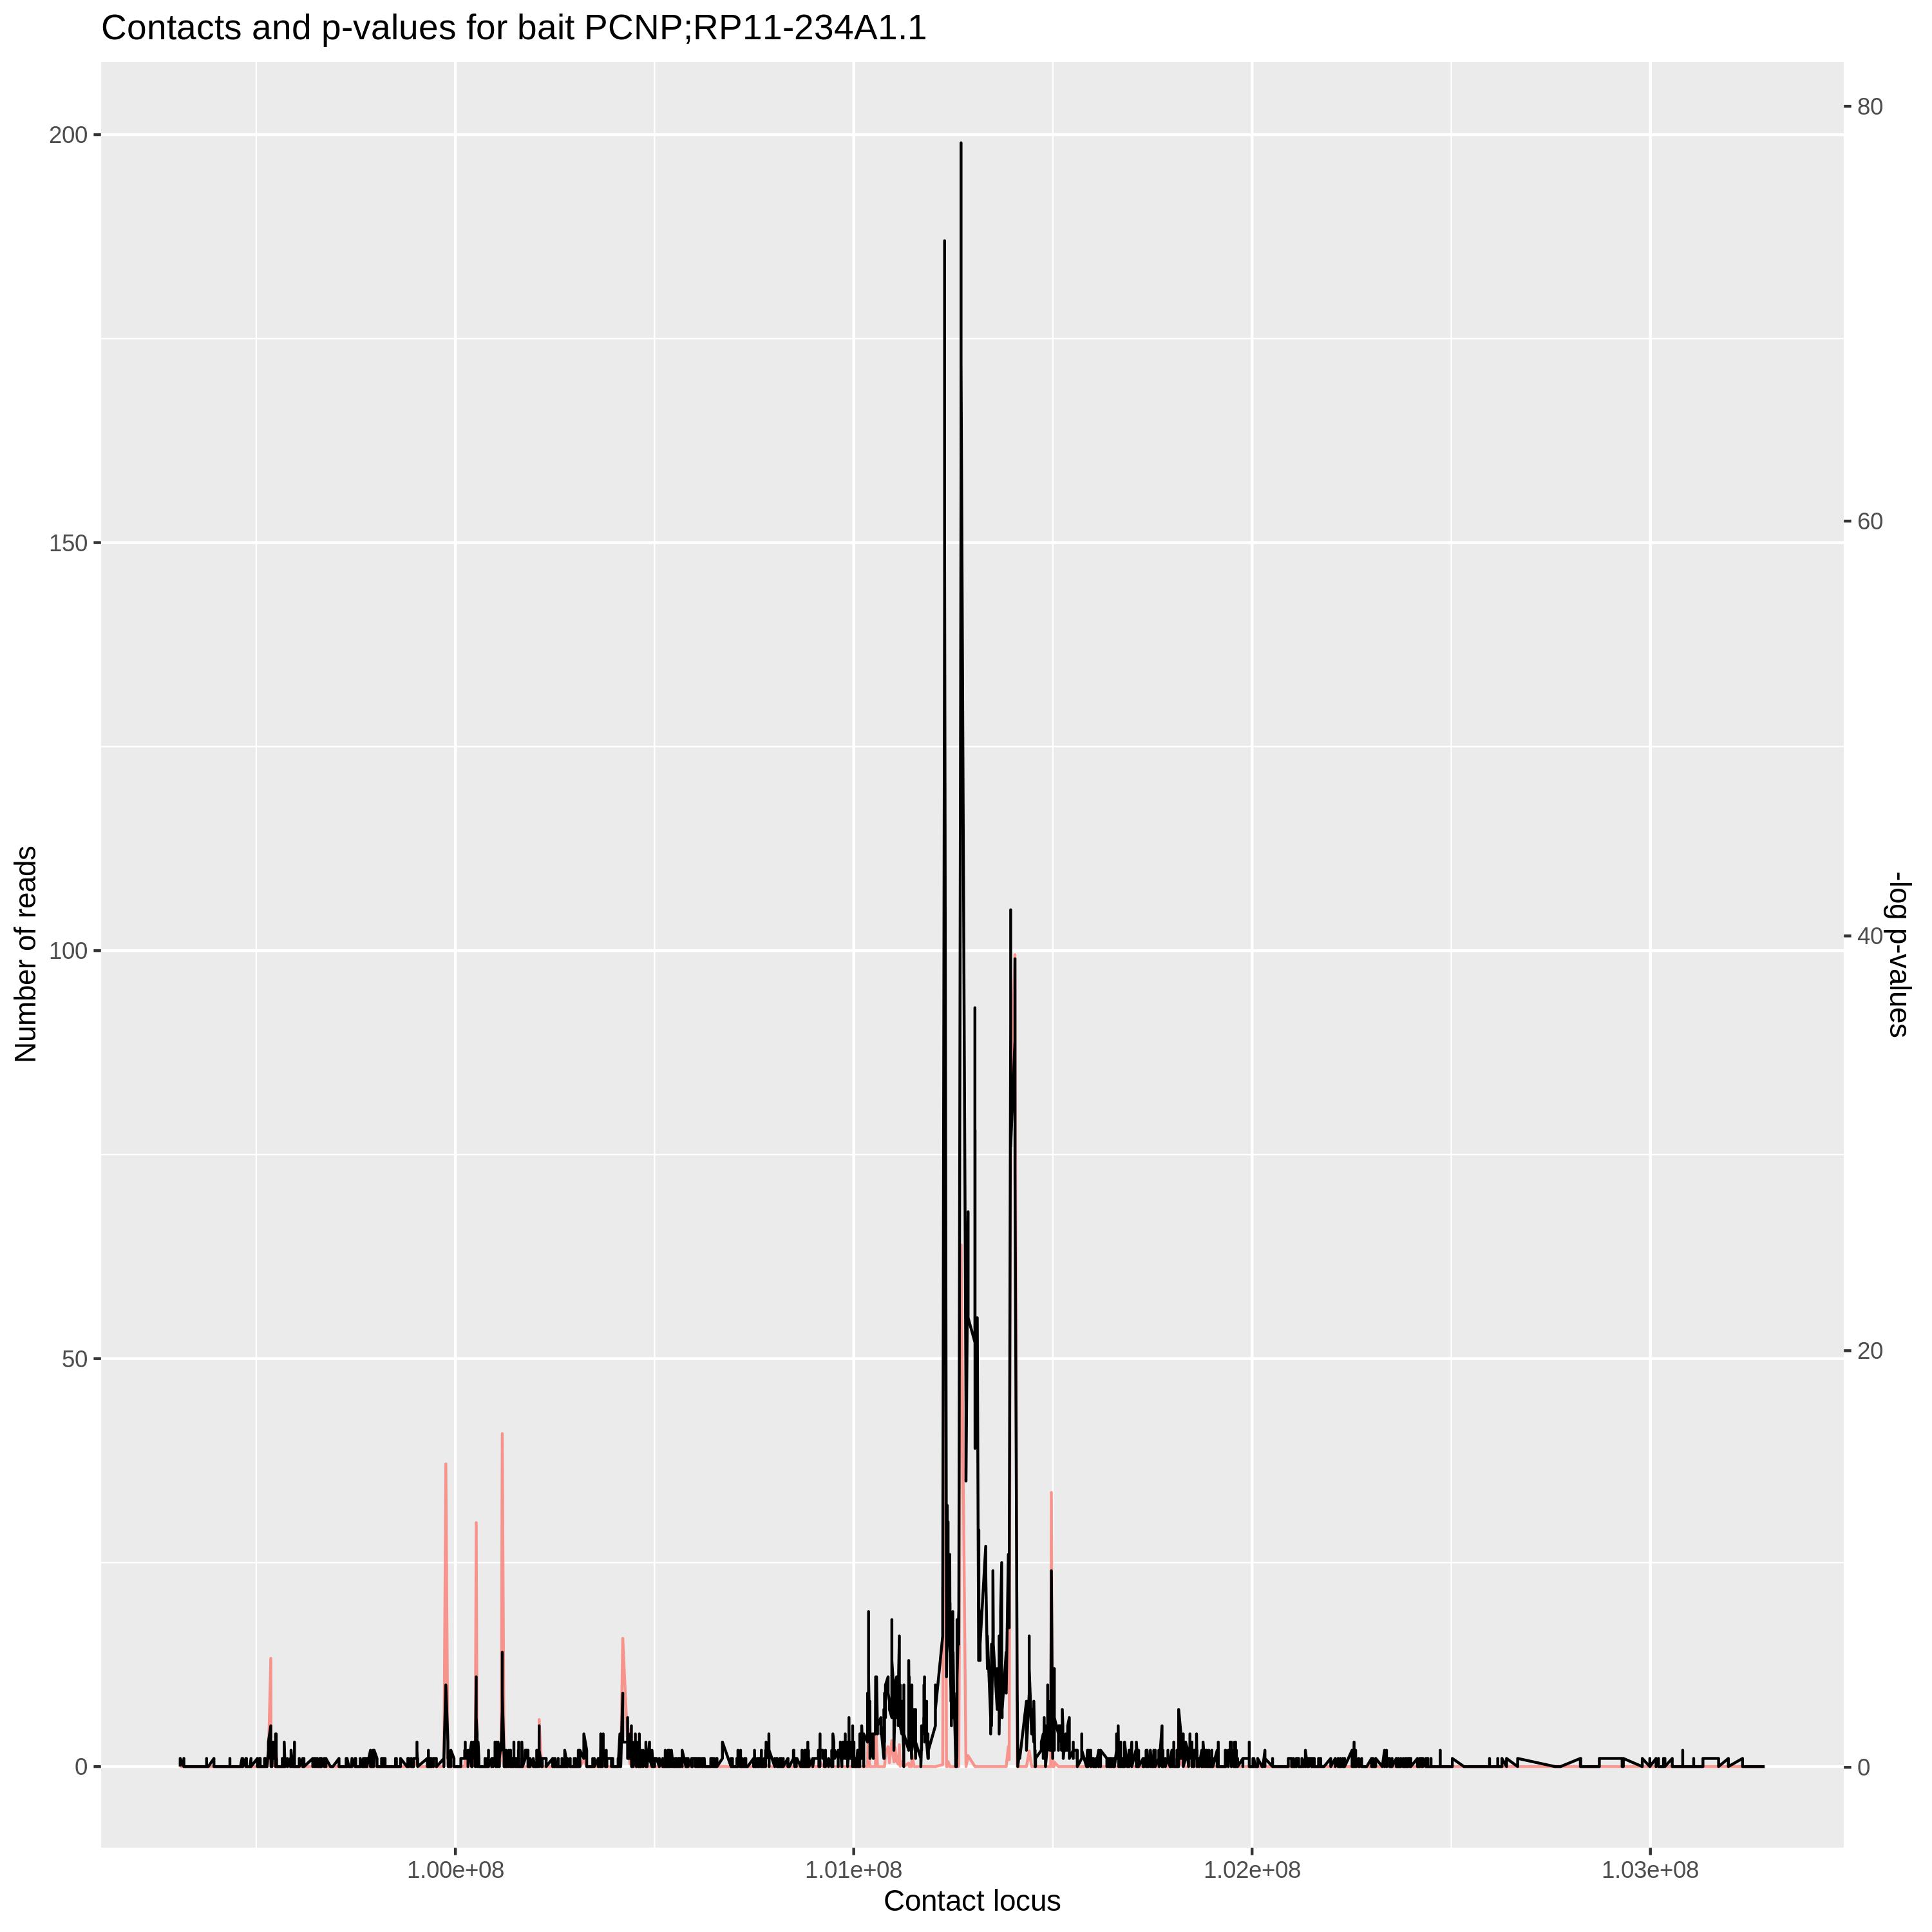 Contacts and p-values for bait PCNP;RP11-234A1.1
200
150
100
50
0
Number of reads
80
60
40
20
0
-log p-values
1.00e+08
1.01e+08
1.02e+08
1.03e+08
Contact locus